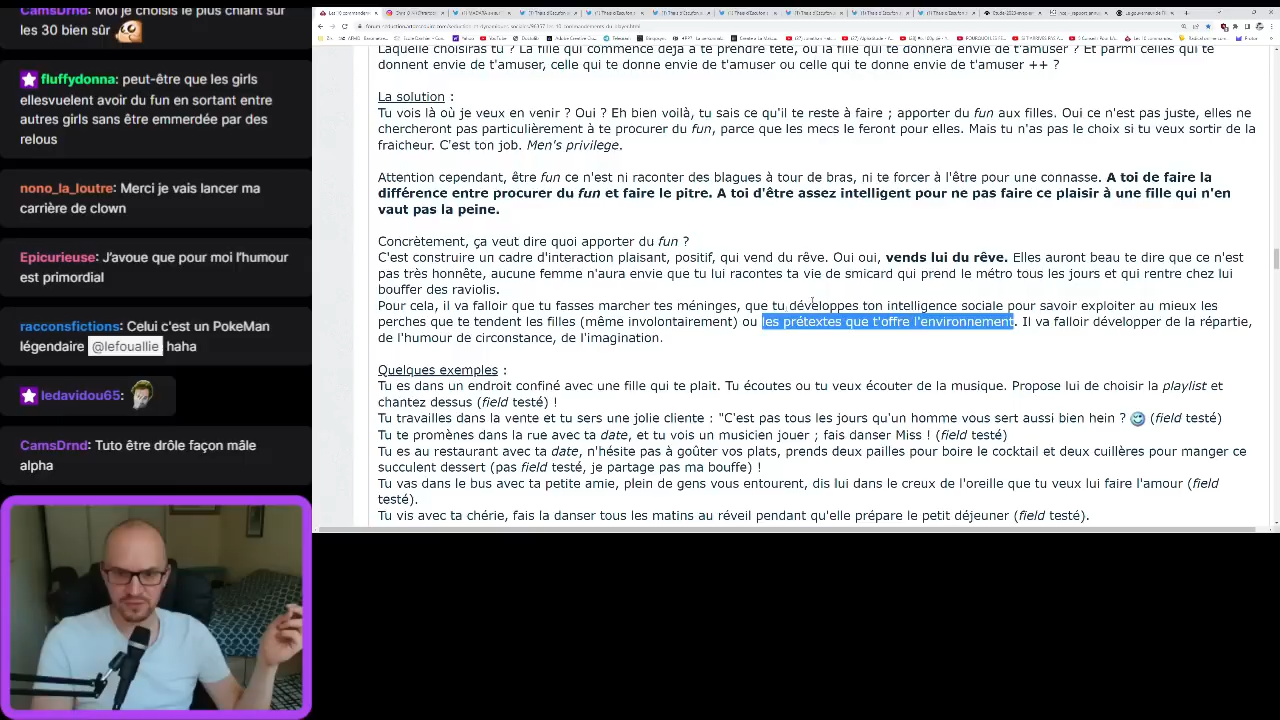 CamsDrnd: Moi je choisis le plus chiant sur
les 30 bien sûr
fluffydonna: peut-être que les girls
ellesvuelent avoir du fun en sortant entre
autres girls sans être emmerdée par des
relous
nono_la_loutre: Merci je vais lancer ma
carrière de clown
Epicurieuse: J'avoue que pour moi l'humour
est primordial
racconsfictions: Celui c'est un PokeMan
légendaire @lefouallie haha
ledavidou65:
CamsDrnd: Tuto être drôle façon mâle
alpha
Laquelle choisiras tu ? La fille qui commence déjà à te prendre tête, ou la fille qui te donnera envie de t'amuser ? Et parmi celles qui te
donnent envie de t'amuser, celle qui te donne envie de t'amuser ou celle qui te donne envie de t'amuser ++ ?
La solution :
Tu vois là où je veux en venir ? Oui ? Eh bien voilà, tu sais ce qu'il te reste à faire ; apporter du fun aux filles. Oui ce n'est pas juste, elles ne
chercheront pas particulièrement à te procurer du fun, parce que les mecs le feront pour elles. Mais tu n'as pas le choix si tu veux sortir de la
fraicheur. C'est ton job. Men's privilege.
Attention cependant, être fun ce n'est ni raconter des blagues à tour de bras, ni te forcer à l'être pour une connasse. A toi de faire la
différence entre procurer du fun et faire le pitre. A toi d'être assez intelligent pour ne pas faire ce plaisir à une fille qui n'en
vaut pas la peine.
Concrètement, ça veut dire quoi apporter du fun ?
C'est construire un cadre d'interaction plaisant, positif, qui vend du rêve. Oui oui, vends lui du rêve. Elles auront beau te dire que ce n'est
pas très honnête, aucune femme n'aura envie que tu lui racontes ta vie de smicard qui prend le métro tous les jours et qui rentre chez lui
bouffer des raviolis.
Pour cela, il va falloir que tu fasses marcher tes méninges, que tu développes ton intelligence sociale pour savoir exploiter au mieux les
perches que te tendent les filles (même involontairement) ou les prétextes que t'offre l'environnement. Il va falloir développer de la répartie,
de l'humour de circonstance, de l'imagination.
Quelques exemples :
Tu es dans un endroit confiné avec une fille qui te plait. Tu écoutes ou tu veux écouter de la musique. Propose lui de choisir la playlist et
chantez dessus (field testé) !
Tu travailles dans la vente et tu sers une jolie cliente : "C'est pas tous les jours qu'un homme vous sert aussi bien hein ? (field testé)
Tu te promènes dans la rue avec ta date, et tu vois un musicien jouer ; fais danser Miss ! (field testé)
Tu es au restaurant avec ta date, n'hésite pas à goûter vos plats, prends deux pailles pour boire le cocktail et deux cuillères pour manger ce
succulent dessert (pas field testé, je partage pas ma bouffe) !
Tu vas dans le bus avec ta petite amie, plein de gens vous entourent, dis lui dans le creux de l'oreille que tu veux lui faire l'amour (field
testé).
Tu vis avec ta chérie, fais la danser tous les matins au réveil pendant qu'elle prépare le petit déjeuner (field testé).